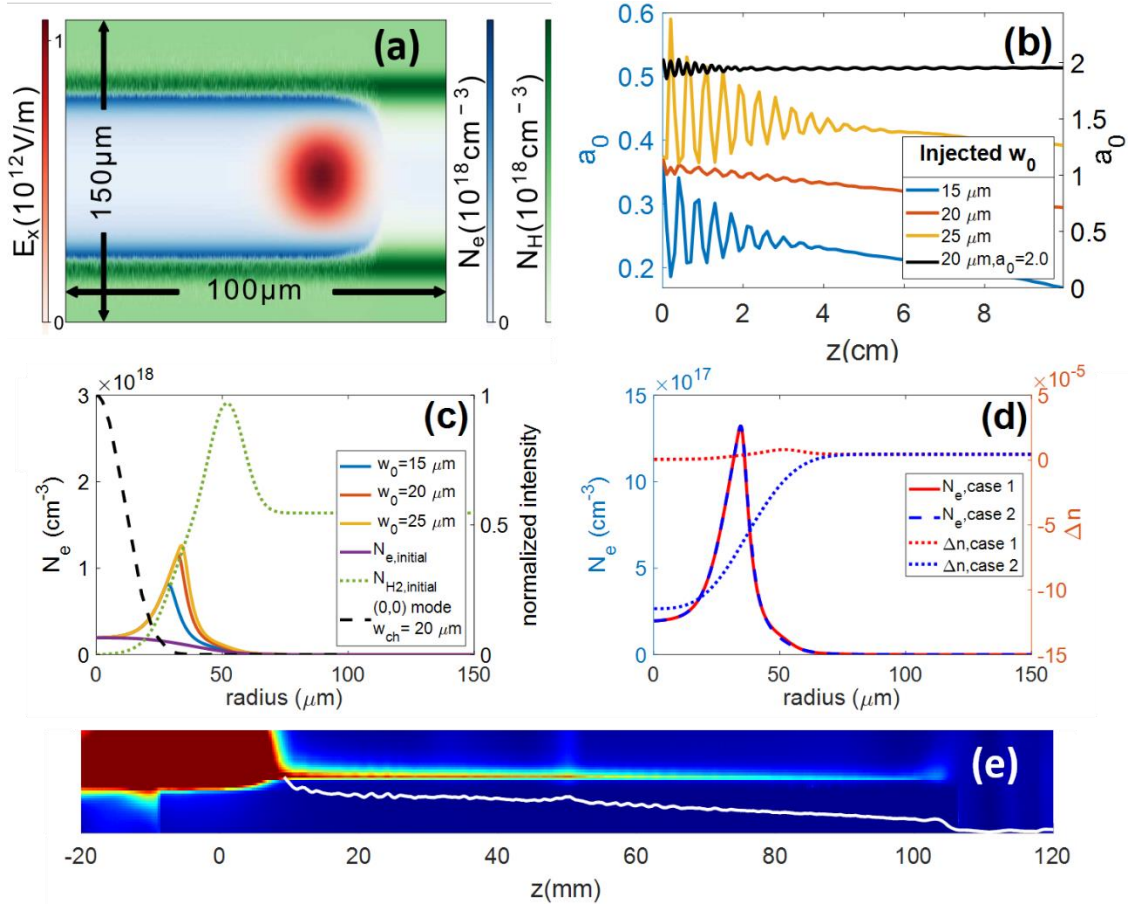 (a)
1
0
E_x(10^12 V/m)
150μm
100μm
1
0
N_e(10^18 cm^-3)
N_H(10^18 cm^-3)
(b)
0.6
0.5
0.4
0.3
0.2
a_0
2
1.5
1
0.5
0
a_0
0 2 4 6 8
z(cm)
Injected w_0
15 μm
20 μm
25 μm
20 μm,a_0=2.0
(c)
×10^18
3
2
1
0
N_e (cm^-3)
1
0.5
0
normalized intensity
0 50 100 150
radius (μm)
w_0=15 μm
w_0=20 μm
w_0=25 μm
N_e,initial
N_H2,initial
(0,0) mode
w_ch= 20 μm
(d)
×10^17
15
10
5
0
N_e (cm^-3)
×10^-5
5
0
-5
-10
-15
Δn
0 50 100 150
radius (μm)
N_e,case 1
N_e,case 2
Δn,case 1
Δn,case 2
(e)
-20 0 20 40 60 80 100 120
z(mm)